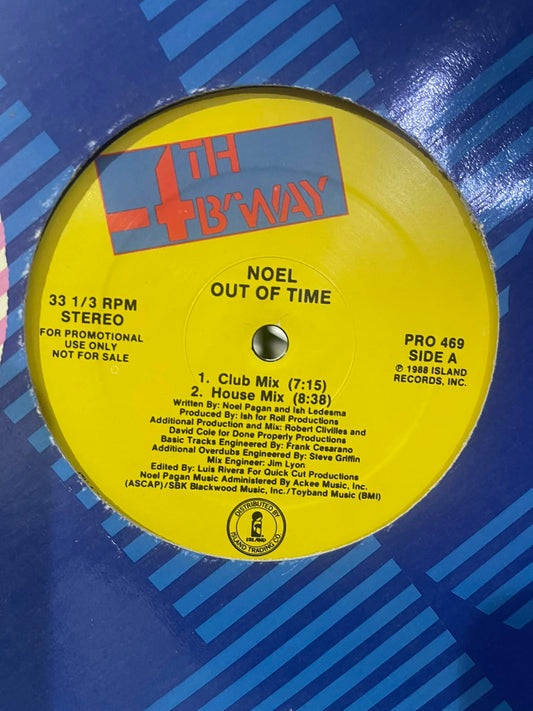 4TH
B'WAY
NOEL
OUT OF TIME
33 1/3 RPM
STEREO
FOR PROMOTIONAL
USE ONLY
NOT FOR SALE
PRO 469
SIDE A
℗ 1988 ISLAND
RECORDS, INC.
1. Club Mix (7:15)
2. House Mix (8:38)
Written By: Noel Pagan and Ish Ledesma
Produced By: Ish for Roll Productions
Additional Production and Mix: Robert Clivilles and
David Cole for Done Properly Productions
Basic Tracks Engineered By: Frank Cesarano
Additional Overdubs Engineered By: Steve Griffin
Mix Engineer: Jim Lyon
Edited By: Luis Rivera For Quick Cut Productions
Noel Pagan Music Administered By Ackee Music, Inc.
(ASCAP)/SBK Blackwood Music, Inc./Toyband Music (BMI)
DISTRIBUTED BY
ISLAND
ISLAND TRADING CO.